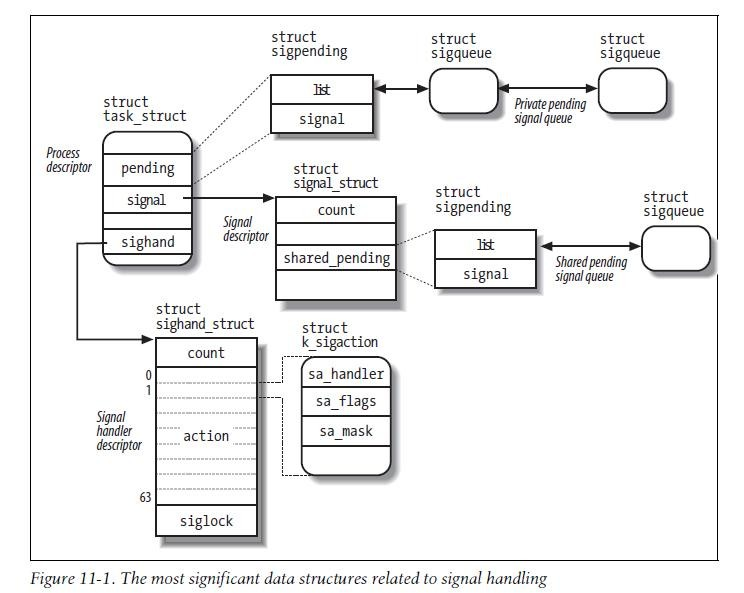 struct
sigpending
struct
sigqueue
struct
sigqueue
struct
task_struct
list
signal
Private pending
signal queue
Process
descriptor
pending
signal
sighand
struct
signal_struct
count
shared_pending
Signal
descriptor
struct
sigpending
list
signal
struct
sigqueue
Shared pending
signal queue
struct
sighand_struct
count
0
1
action
63
siglock
Signal
handler
descriptor
struct
k_sigaction
sa_handler
sa_flags
sa_mask
Figure 11-1. The most significant data structures related to signal handling